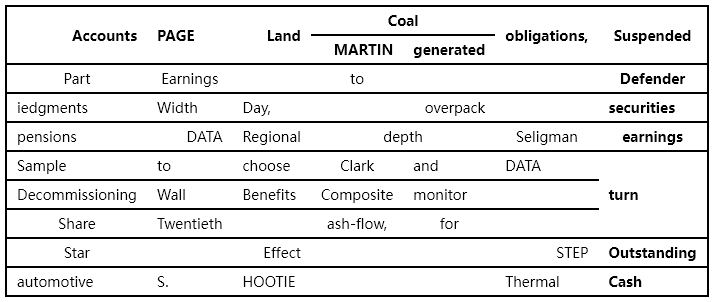 Accounts PAGE Land Coal obligations, Suspended
MARTIN generated
Part Earnings to Defender
iedgments Width Day, overpack securities
pensions DATA Regional depth Seligman earnings
Sample to choose Clark and DATA
Decommissioning Wall Benefits Composite monitor turn
Share Twentieth ash-flow, for
Star Effect STEP Outstanding
automotive S. HOOTIE Thermal Cash